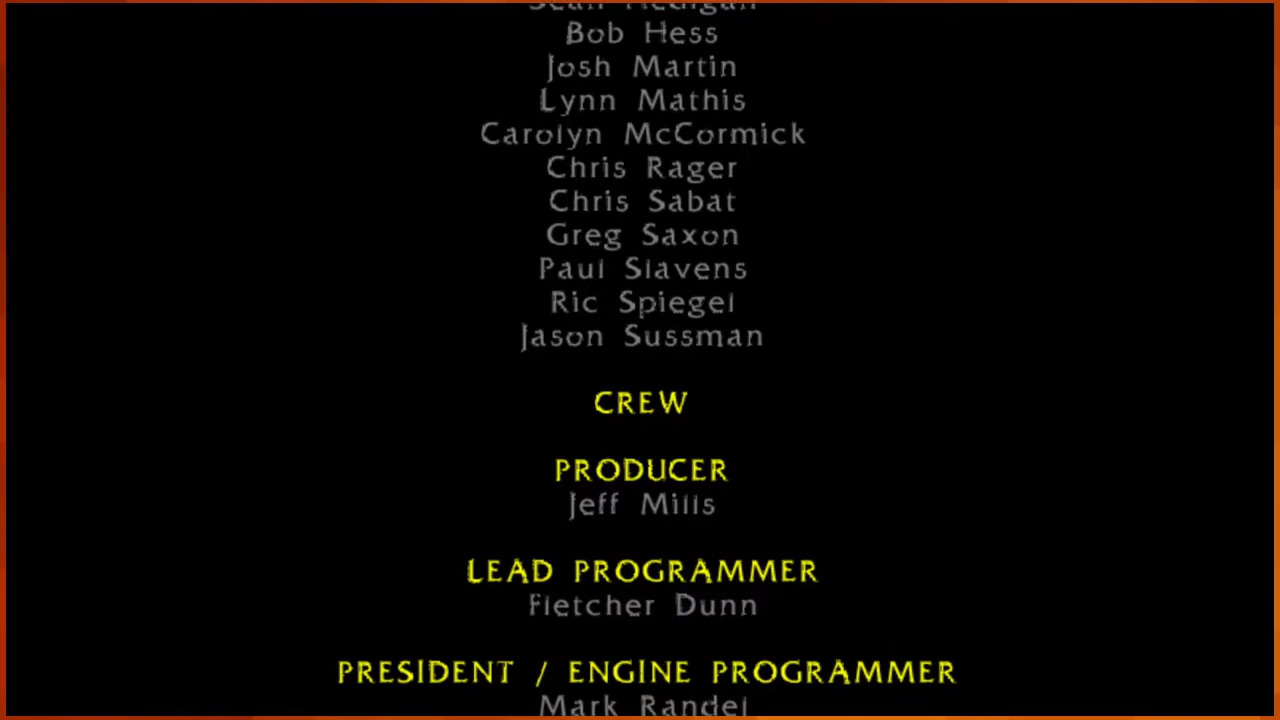 Bob Hess
Josh Martin
Lynn Mathis
Carolyn McCormick
Chris Rager
Chris Sabat
Greg Saxon
Paul Slavens
Ric Spiegel
Jason Sussman
CREW
PRODUCER
Jeff Mills
LEAD PROGRAMMER
Fletcher Dunn
PRESIDENT / ENGINE PROGRAMMER
Mark Randel